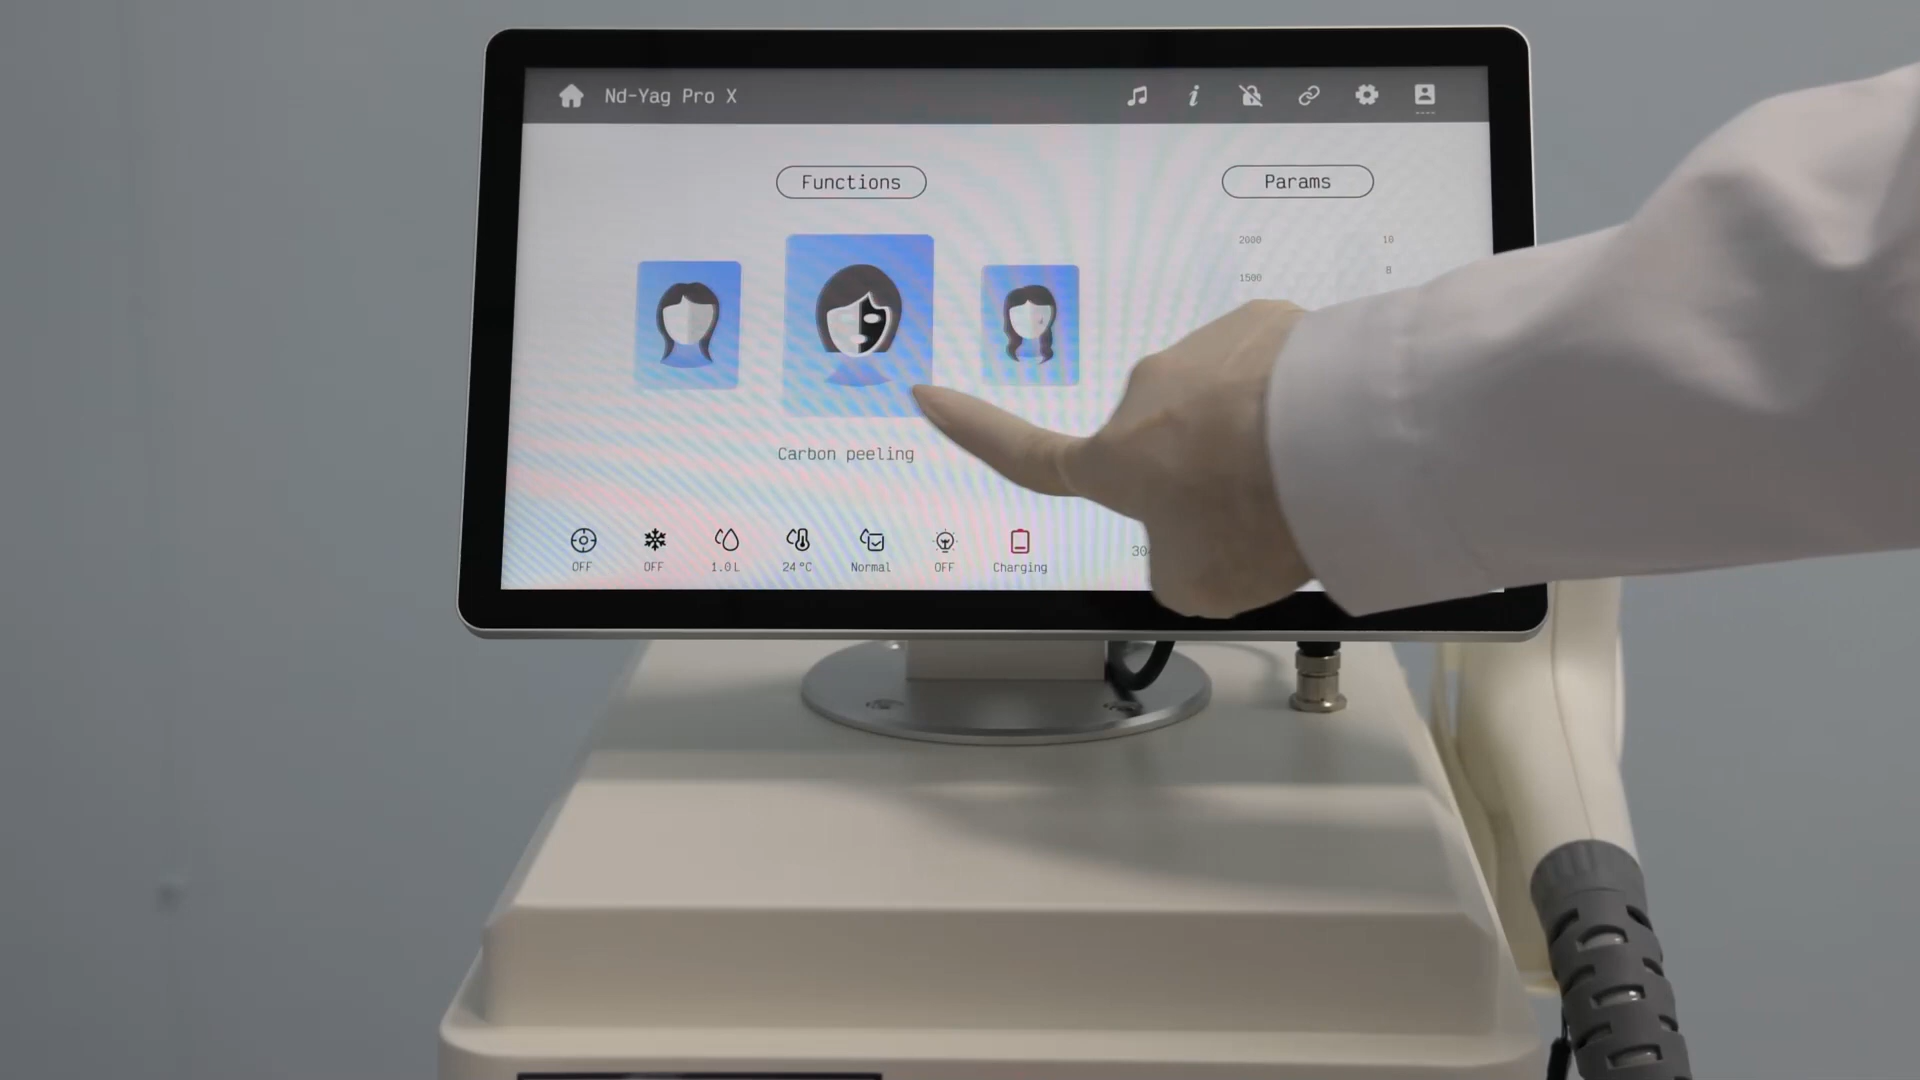 Nd-Yag Pro X
Functions
Params
2000
10
1500
8
Carbon peeling
OFF
OFF
1.0L
24°C
Normal
OFF
Charging